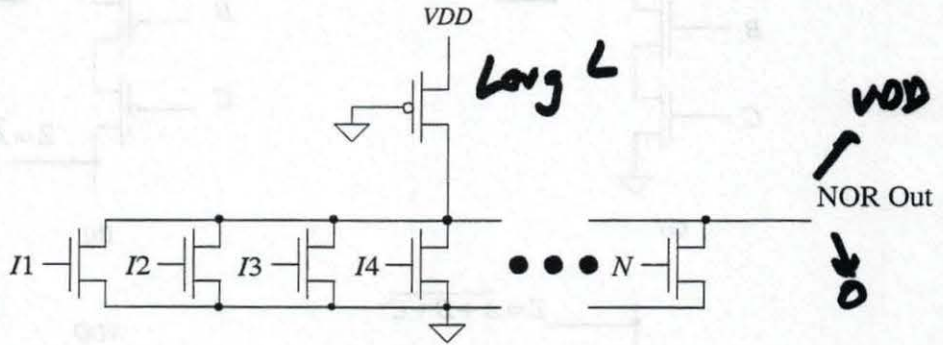 VDD
Long L
VDD
NOR Out
I1 I2 I3 I4 N
0